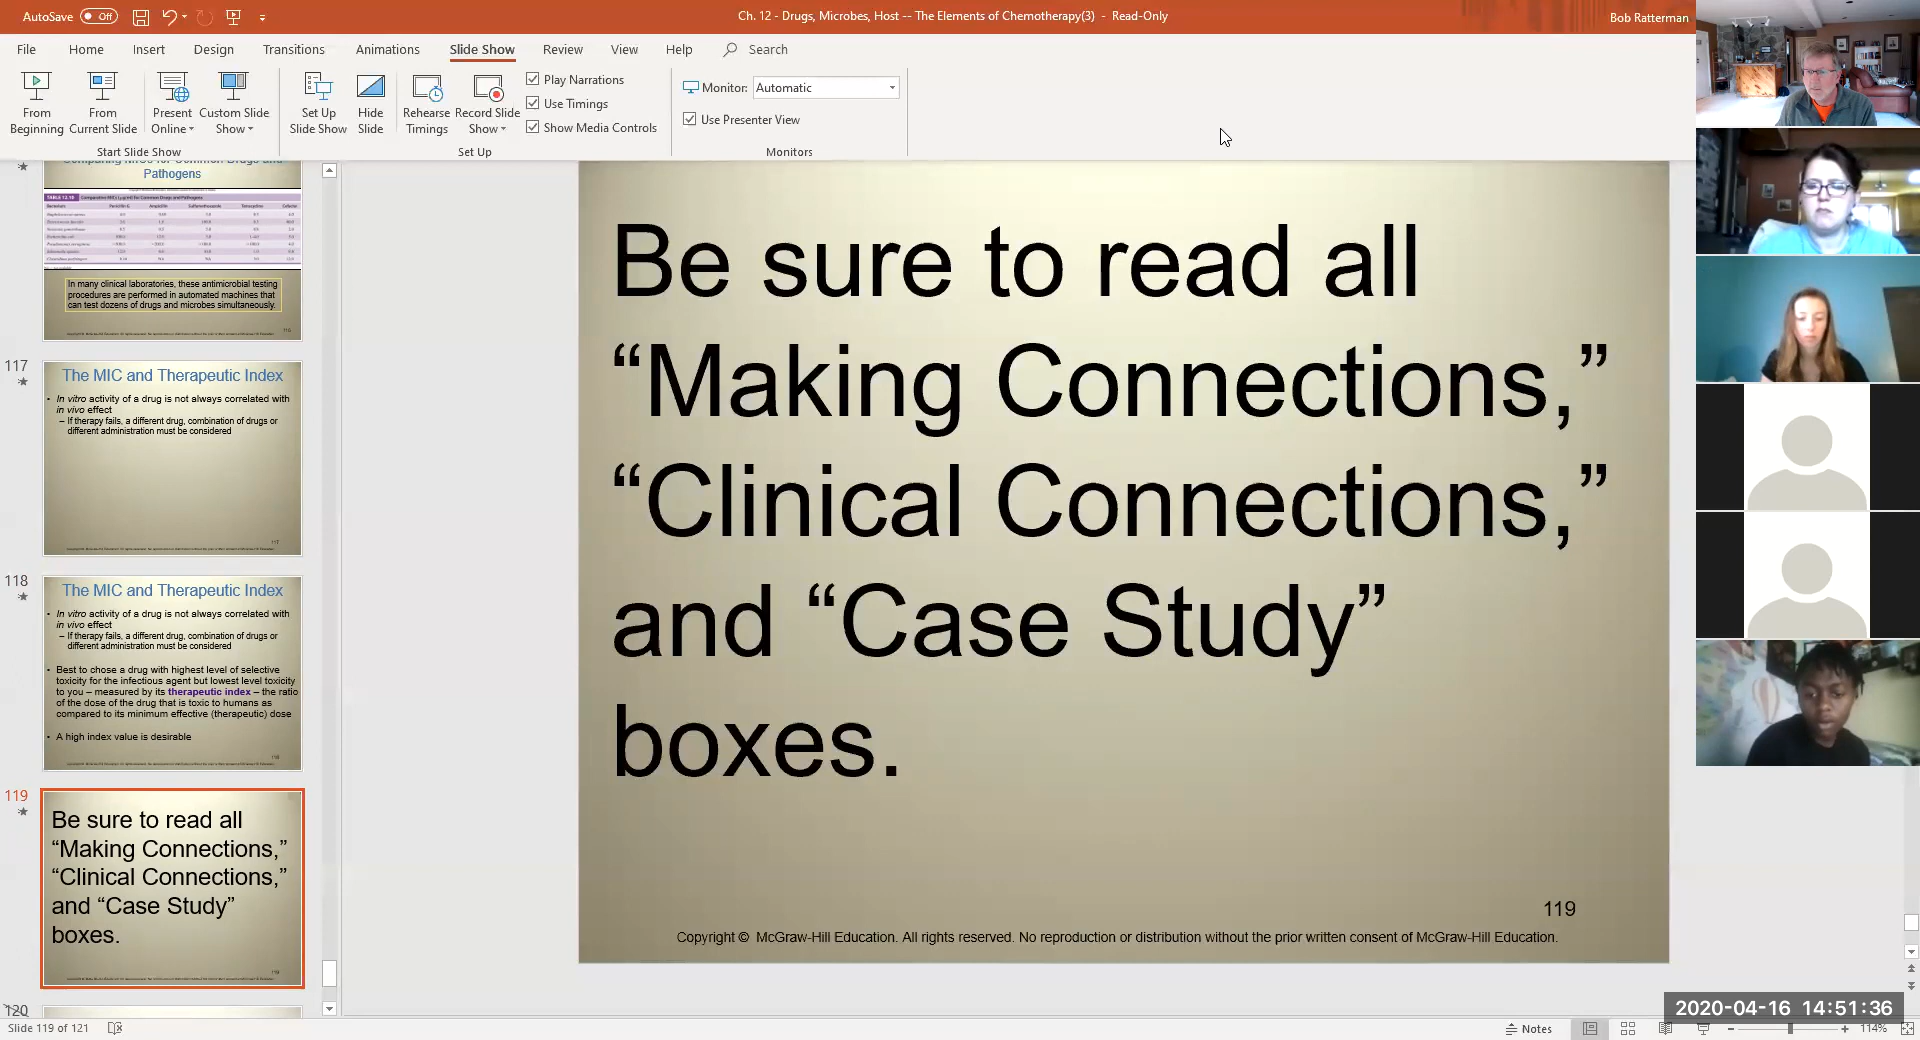 AutoSave Off
Ch. 12 - Drugs, Microbes, Host -- The Elements of Chemotherapy(3) - Read-Only
Bob Ratterman
File Home Insert Design Transitions Animations Slide Show Review View Help Search
From Beginning
From Current Slide
Present Online
Custom Slide Show
Start Slide Show
Set Up Slide Show
Hide Slide
Rehearse Timings
Record Slide Show
Play Narrations
Use Timings
Show Media Controls
Set Up
Monitor: Automatic
Use Presenter View
Monitors
Pathogens
In many clinical laboratories, these antimicrobial testing
procedures are performed in automated machines that
can test dozens of drugs and microbes simultaneously.
117
The MIC and Therapeutic Index
• In vitro activity of a drug is not always correlated with
in vivo effect
– If therapy fails, a different drug, combination of drugs or
different administration must be considered
117
118
The MIC and Therapeutic Index
• In vitro activity of a drug is not always correlated with
in vivo effect
– If therapy fails, a different drug, combination of drugs or
different administration must be considered
• Best to chose a drug with highest level of selective
toxicity for the infectious agent but lowest level toxicity
to you – measured by its therapeutic index – the ratio
of the dose of the drug that is toxic to humans as
compared to its minimum effective (therapeutic) dose
• A high index value is desirable
118
119
Be sure to read all
“Making Connections,”
“Clinical Connections,”
and “Case Study”
boxes.
119
120
Be sure to read all
“Making Connections,”
“Clinical Connections,”
and “Case Study”
boxes.
119
Copyright © McGraw-Hill Education. All rights reserved. No reproduction or distribution without the prior written consent of McGraw-Hill Education.
2020-04-16 14:51:36
Slide 119 of 121
Notes
114%